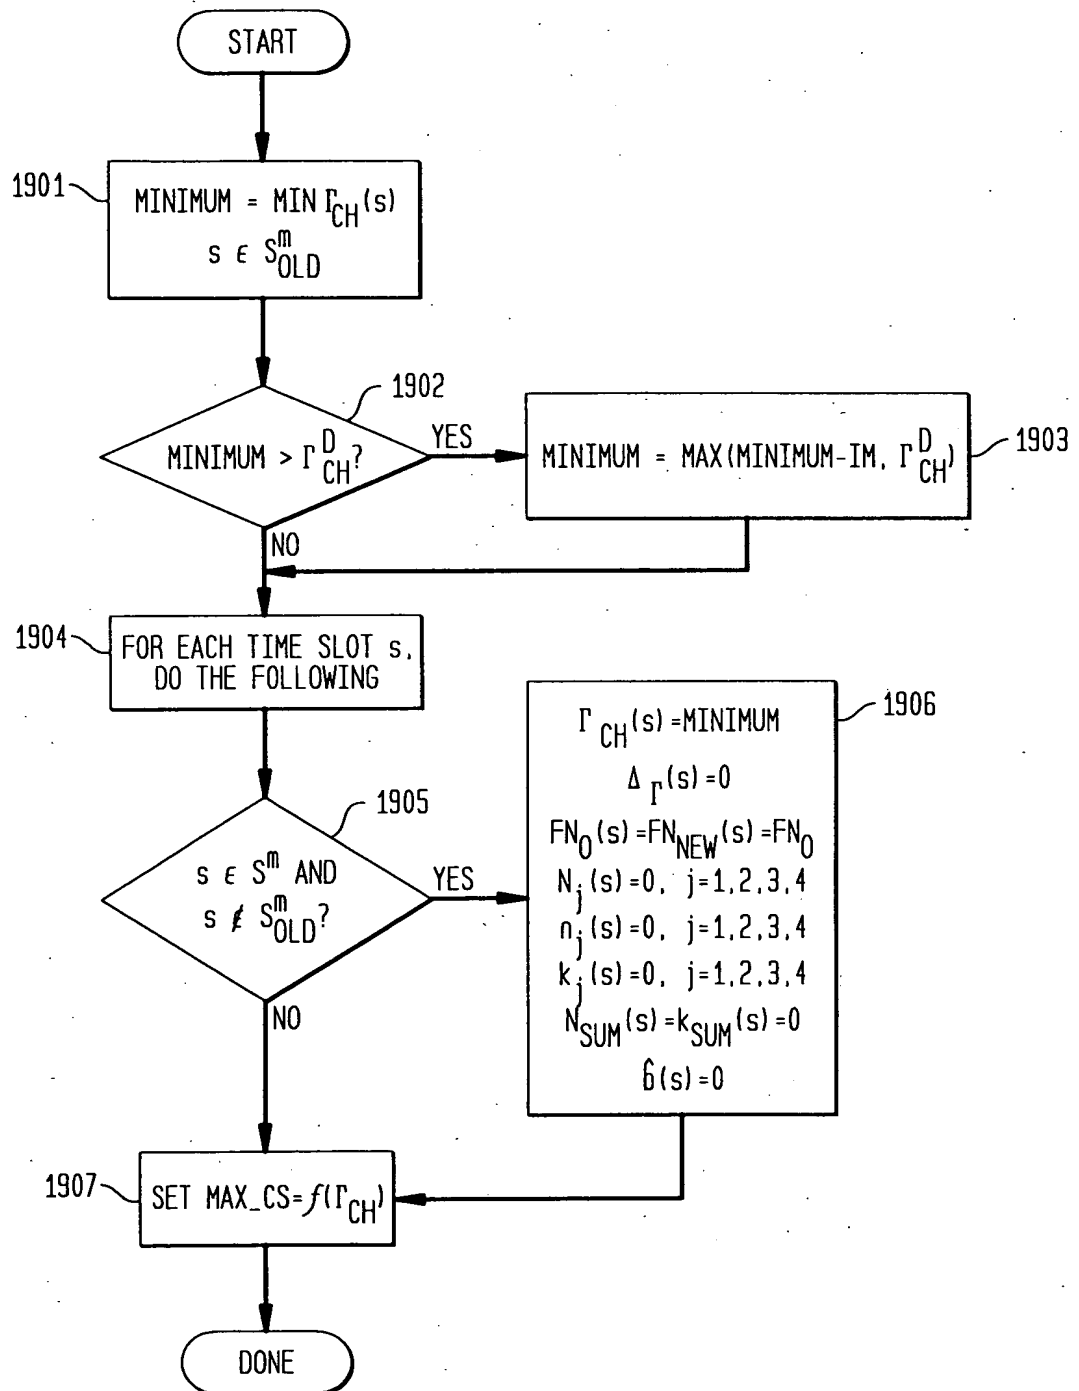 START
1901
MINIMUM = MIN Γ_CH(s)
s ε S^m_OLD
1902
MINIMUM > Γ^D_CH?
YES
1903
MINIMUM = MAX(MINIMUM-IM, Γ^D_CH)
NO
1904
FOR EACH TIME SLOT s,
DO THE FOLLOWING
1905
s ε S^m AND
s ∉ S^m_OLD?
YES
1906
Γ_CH(s)=MINIMUM
Δ_Γ(s)=0
FN_0(s)=FN_NEW(s)=FN_0
N_j(s)=0, j=1,2,3,4
n_j(s)=0, j=1,2,3,4
k_j(s)=0, j=1,2,3,4
N_SUM(s)=k_SUM(s)=0
b̂(s)=0
NO
1907
SET MAX_CS=f(Γ_CH)
DONE